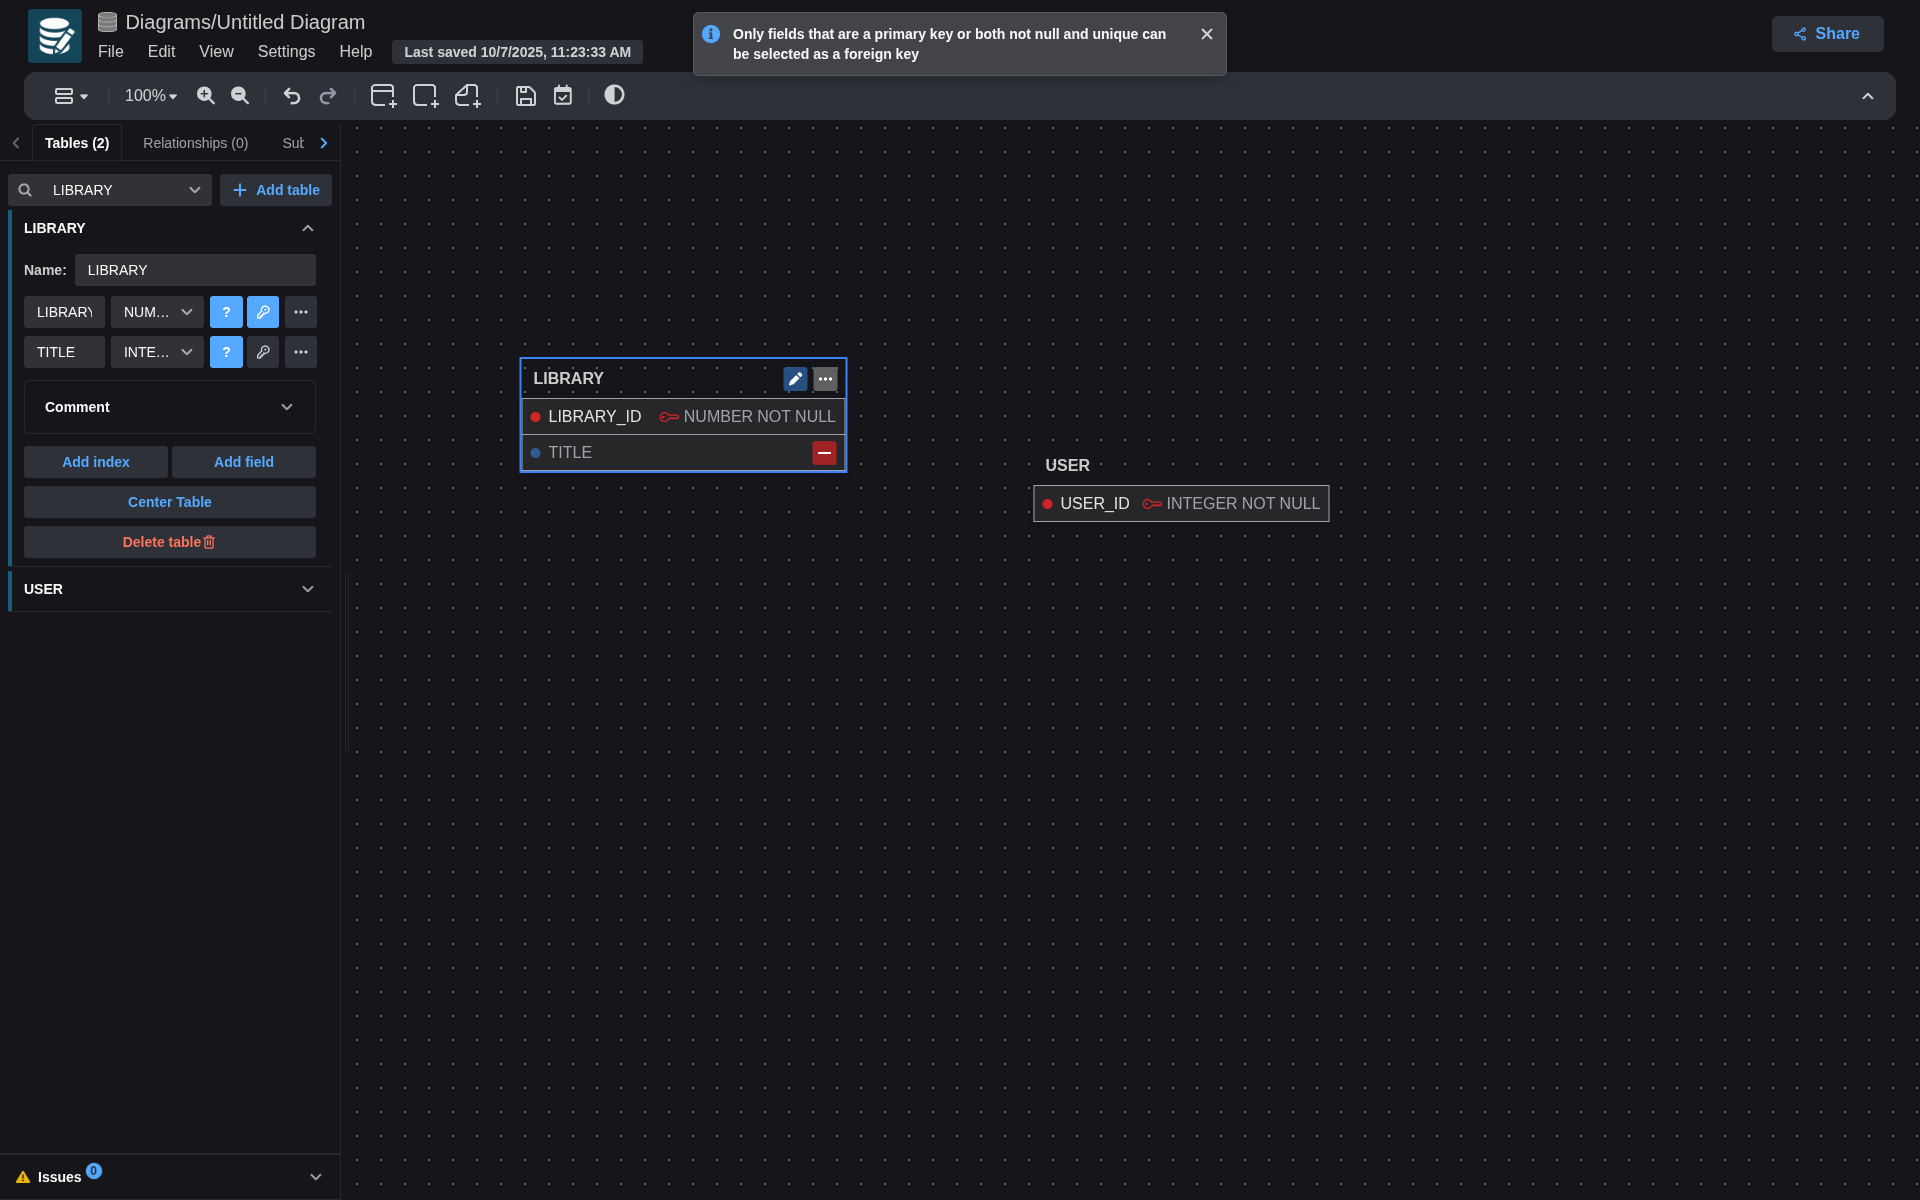 Diagrams/Untitled Diagram
File Edit View Settings Help Last saved 10/7/2025, 11:23:33 AM
Only fields that are a primary key or both not null and unique can
be selected as a foreign key
Share
100%
Tables (2) Relationships (0) Sub
LIBRARY
Add table
LIBRARY
Name: LIBRARY
LIBRARY NUM... ?
TITLE INTE... ?
Comment
Add index Add field
Center Table
Delete table
USER
LIBRARY
LIBRARY_ID NUMBER NOT NULL
TITLE
USER
USER_ID INTEGER NOT NULL
Issues 0